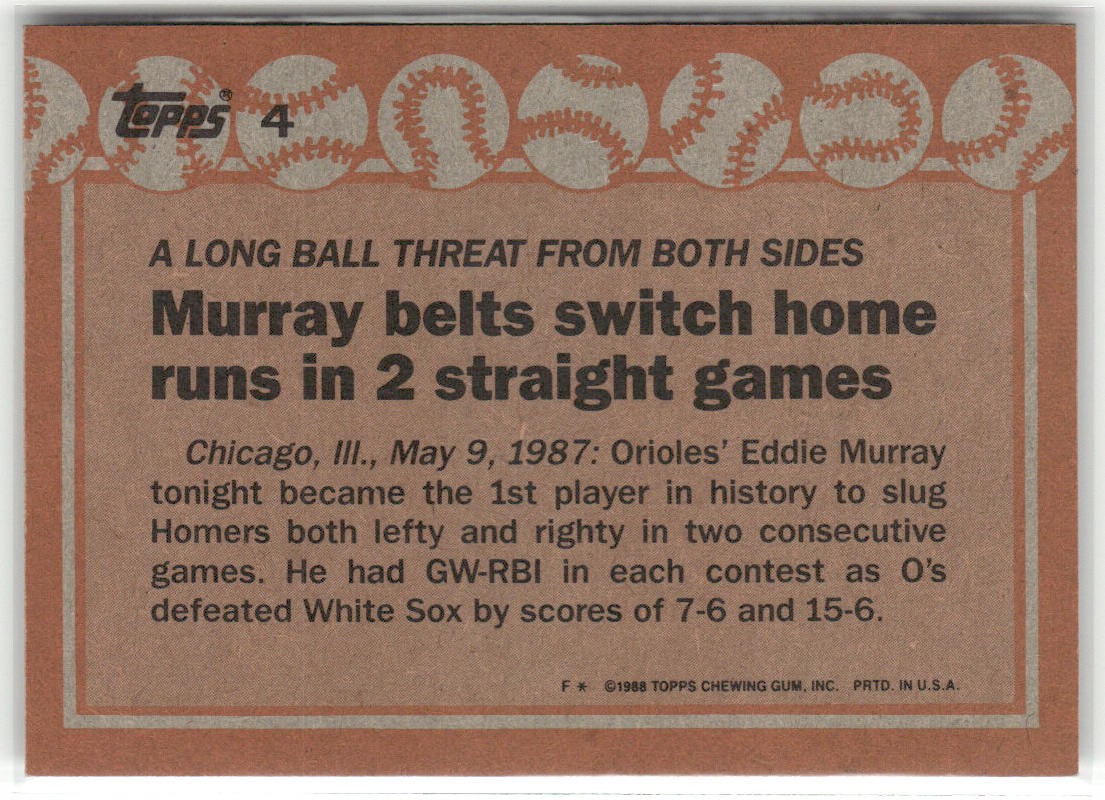 Topps® 4
A LONG BALL THREAT FROM BOTH SIDES
Murray belts switch home
runs in 2 straight games
Chicago, Ill., May 9, 1987: Orioles' Eddie Murray
tonight became the 1st player in history to slug
Homers both lefty and righty in two consecutive
games. He had GW-RBI in each contest as O's
defeated White Sox by scores of 7-6 and 15-6.
F * ©1988 TOPPS CHEWING GUM, INC. PRTD. IN U.S.A.